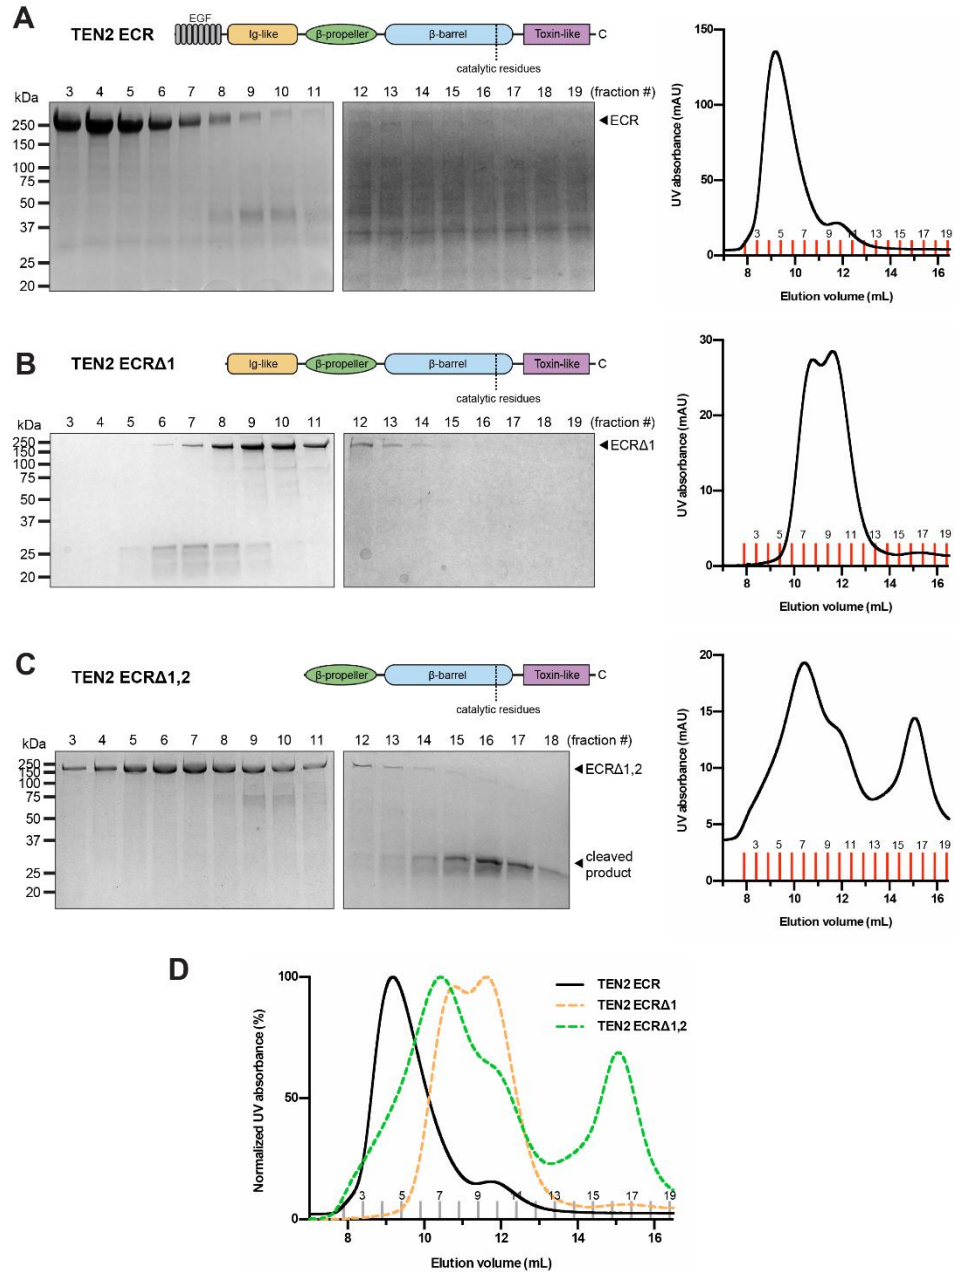 A
TEN2 ECR
EGF
Ig-like
β-propeller
β-barrel
Toxin-like
C
catalytic residues
kDa
3 4 5 6 7 8 9 10 11
12 13 14 15 16 17 18 19 (fraction #)
250
150
100
75
50
37
25
20
◄ECR
UV absorbance (mAU)
150
100
50
0
3 5 7 9 11 13 15 17 19
8 10 12 14 16
Elution volume (mL)
B
TEN2 ECRΔ1
Ig-like
β-propeller
β-barrel
Toxin-like
C
catalytic residues
kDa
3 4 5 6 7 8 9 10 11
12 13 14 15 16 17 18 19 (fraction #)
250
150
100
75
50
37
25
20
◄ECRΔ1
UV absorbance (mAU)
30
20
10
0
3 5 7 9 11 13 15 17 19
8 10 12 14 16
Elution volume (mL)
C
TEN2 ECRΔ1,2
β-propeller
β-barrel
Toxin-like
C
catalytic residues
kDa
3 4 5 6 7 8 9 10 11
12 13 14 15 16 17 18 (fraction #)
250
150
100
75
50
37
25
20
◄ECRΔ1,2
◄cleaved
product
UV absorbance (mAU)
20
15
10
5
0
3 5 7 9 11 13 15 17 19
8 10 12 14 16
Elution volume (mL)
D
Normalized UV absorbance (%)
100
50
0
TEN2 ECR
TEN2 ECRΔ1
TEN2 ECRΔ1,2
3 5 7 9 11 13 15 17 19
8 10 12 14 16
Elution volume (mL)